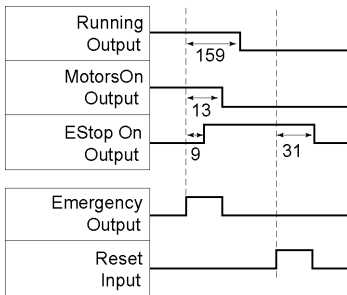 Running
Output
159
MotorsOn
Output
13
EStop On
Output
9
31
Emergency
Output
Reset
Input